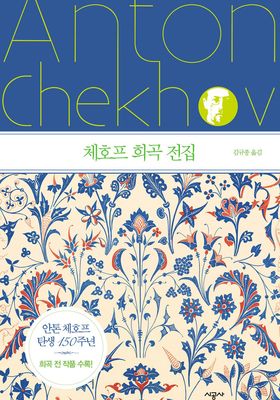 Anton
Chekhov
체호프 희곡 전집
김규종 옮김
안톤 체호프
탄생 150주년
희곡 전 작품 수록!
시공사